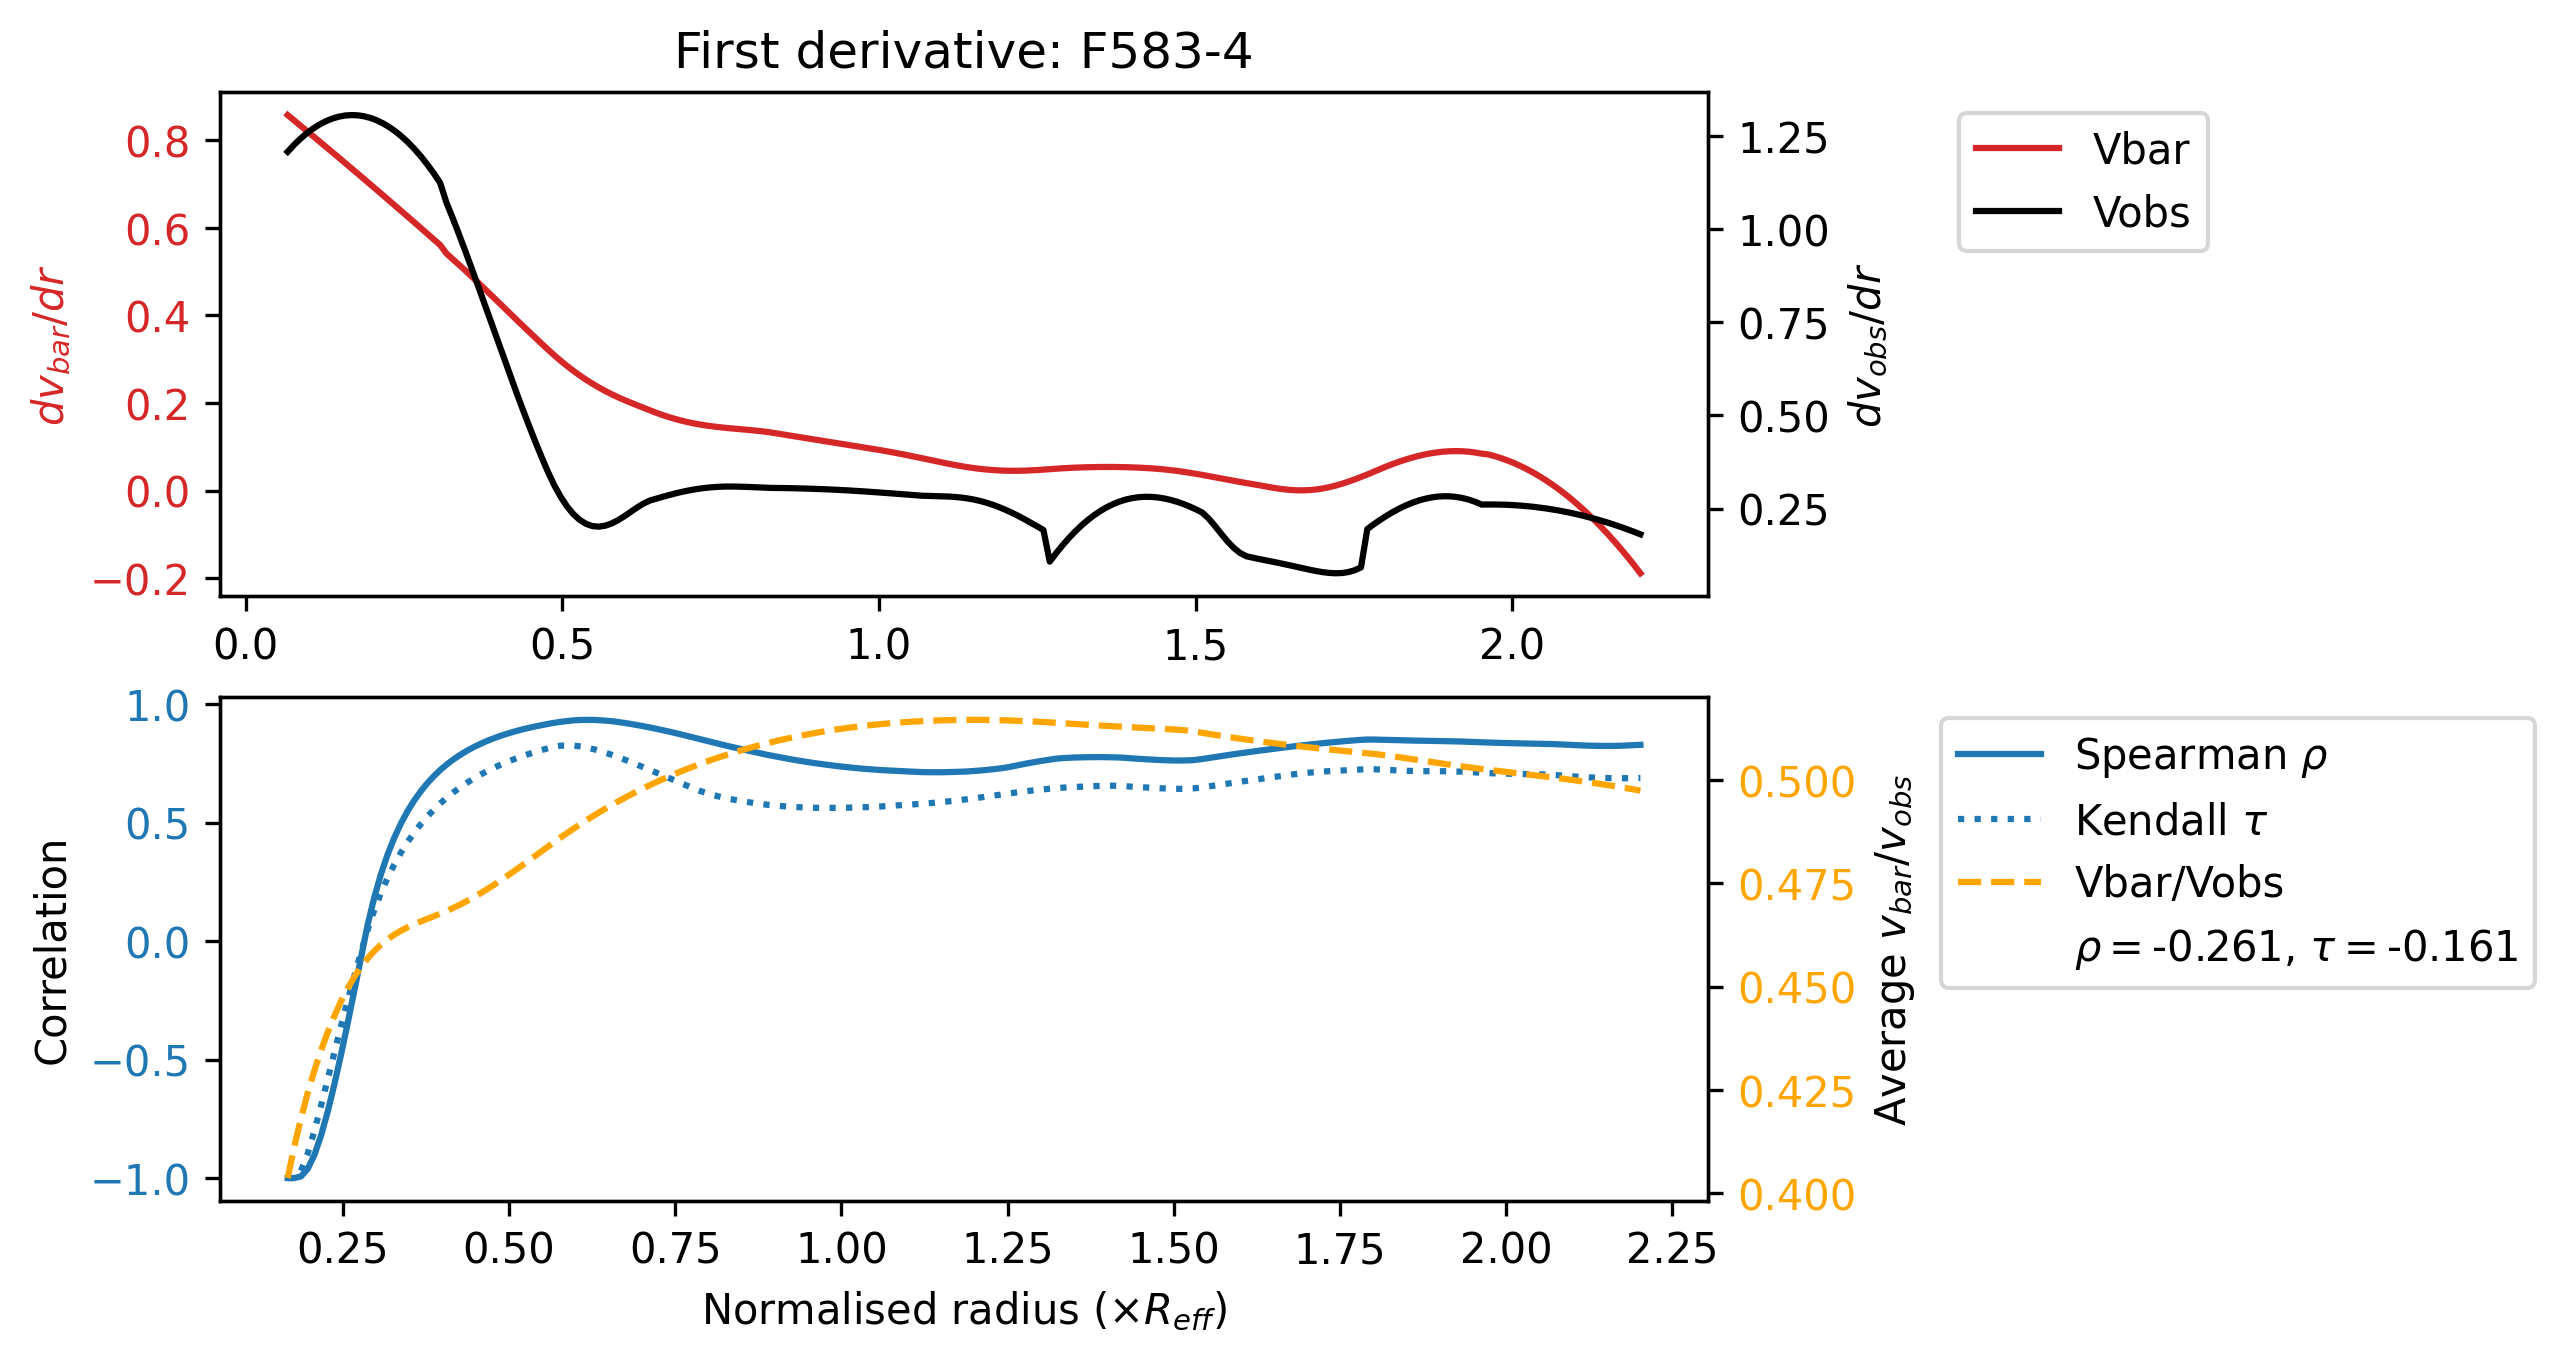 First derivative: F583-4
dv_bar/dr
0.8
0.6
0.4
0.2
0.0
−0.2
1.25
1.00
0.75
0.50
0.25
dv_obs/dr
0.0 0.5 1.0 1.5 2.0
Vbar
Vobs
Correlation
1.0
0.5
0.0
−0.5
−1.0
0.500
0.475
0.450
0.425
0.400
Average v_bar/v_obs
0.25 0.50 0.75 1.00 1.25 1.50 1.75 2.00 2.25
Normalised radius (×R_eff)
Spearman ρ
Kendall τ
Vbar/Vobs
ρ = -0.261, τ = -0.161